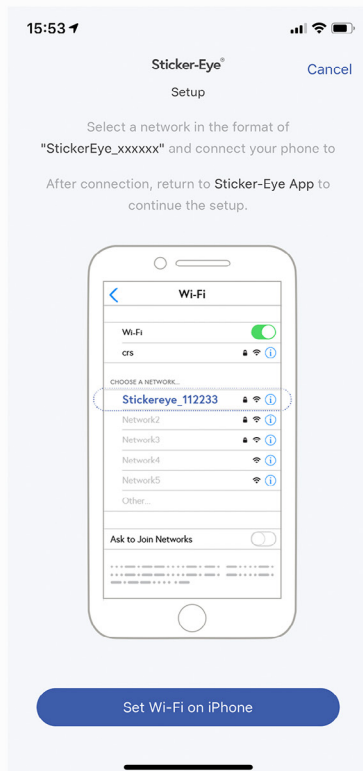 15:53
Sticker-Eye®
Cancel
Setup
Select a network in the format of
"StickerEye_xxxxxx" and connect your phone to
After connection, return to Sticker-Eye App to
continue the setup.
Wi-Fi
Wi-Fi
crs
CHOOSE A NETWORK...
Stickereye_112233
Network2
Network3
Network4
Network5
Other...
Ask to Join Networks
Set Wi-Fi on iPhone